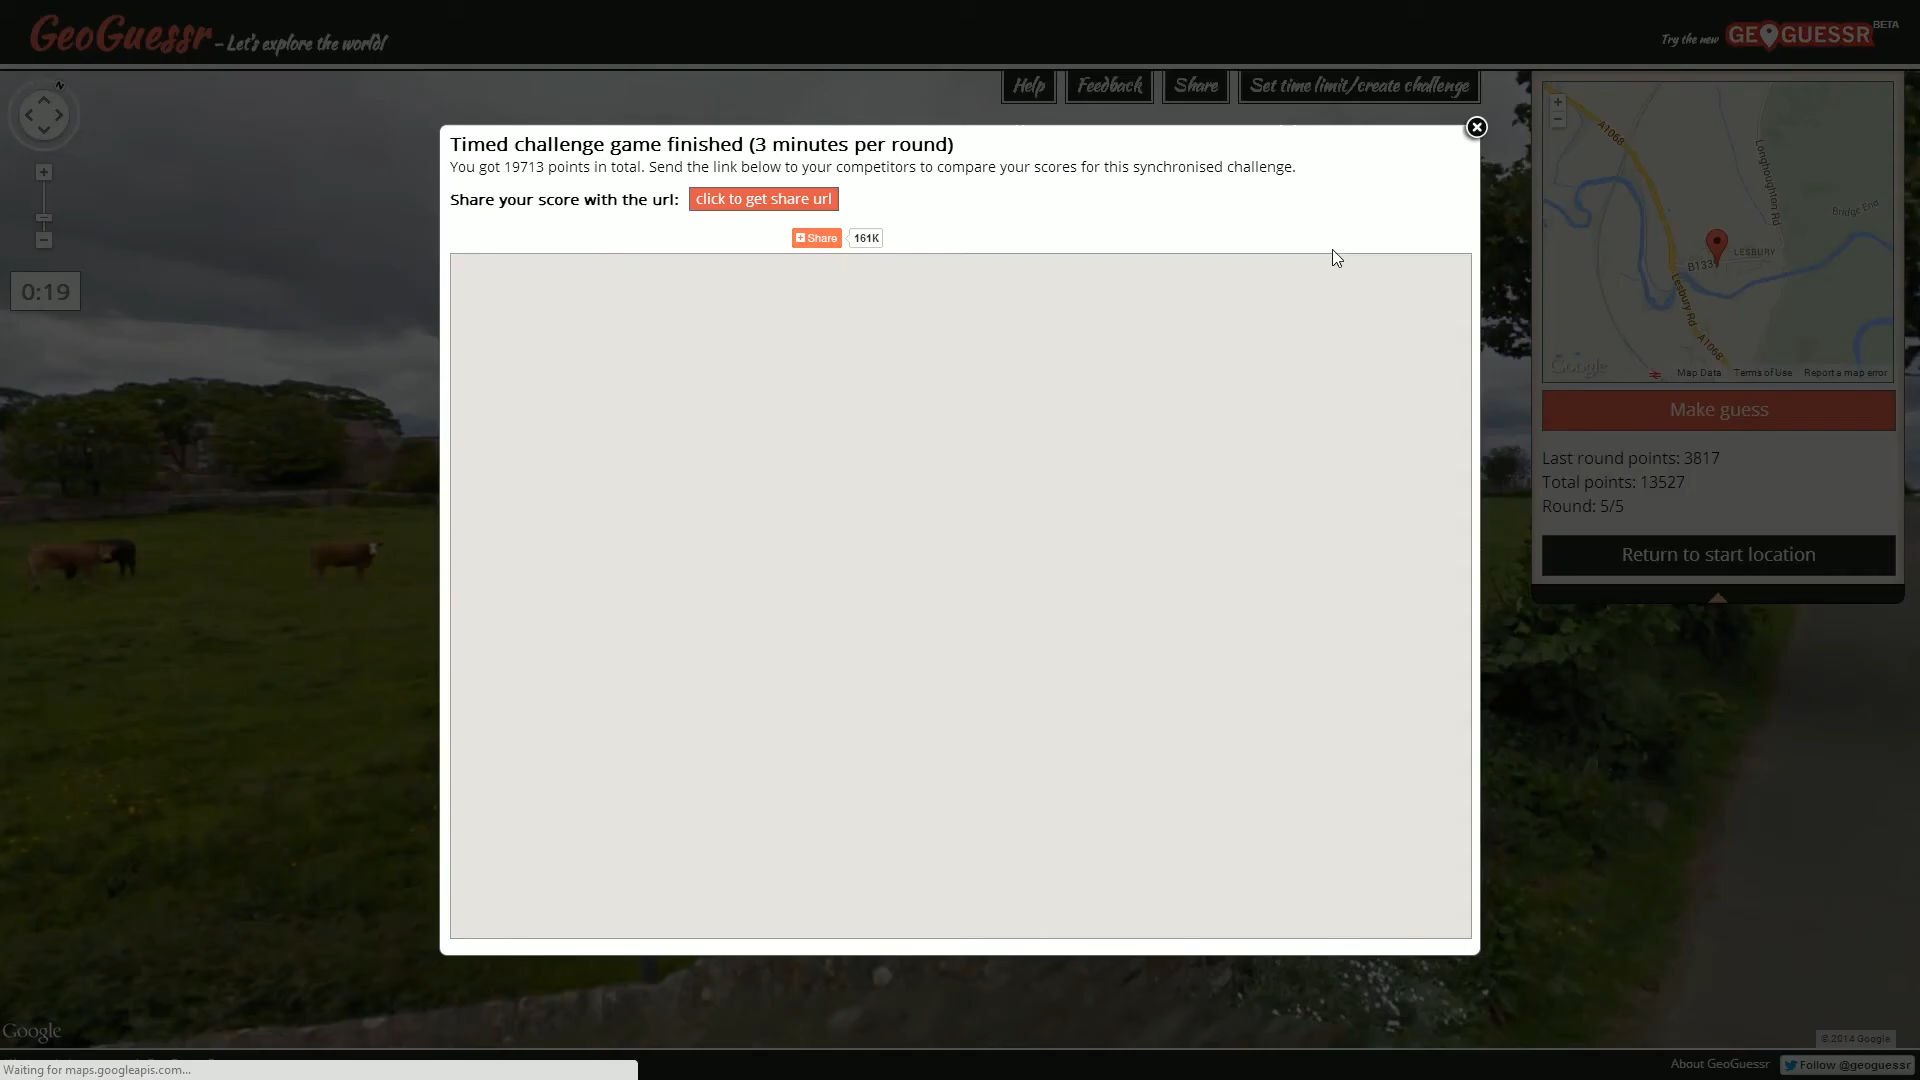 GeoGuessr - Let's explore the world!
Try the new GEOGUESSR BETA
Help
Feedback
Share
Set time limit/create challenge
N
Timed challenge game finished (3 minutes per round)
You got 19713 points in total. Send the link below to your competitors to compare your scores for this synchronised challenge.
Share your score with the url: click to get share url
Share 161K
0:19
A1068
Longhoughton Rd
Bridge End
LESBURY
B1339
Lesbury Rd
A1068
Google
Map Data
Terms of Use
Report a map error
Make guess
Last round points: 3817
Total points: 13527
Round: 5/5
Return to start location
Google
© 2014 Google
Waiting for maps.googleapis.com...
About GeoGuessr
Follow @geoguessr